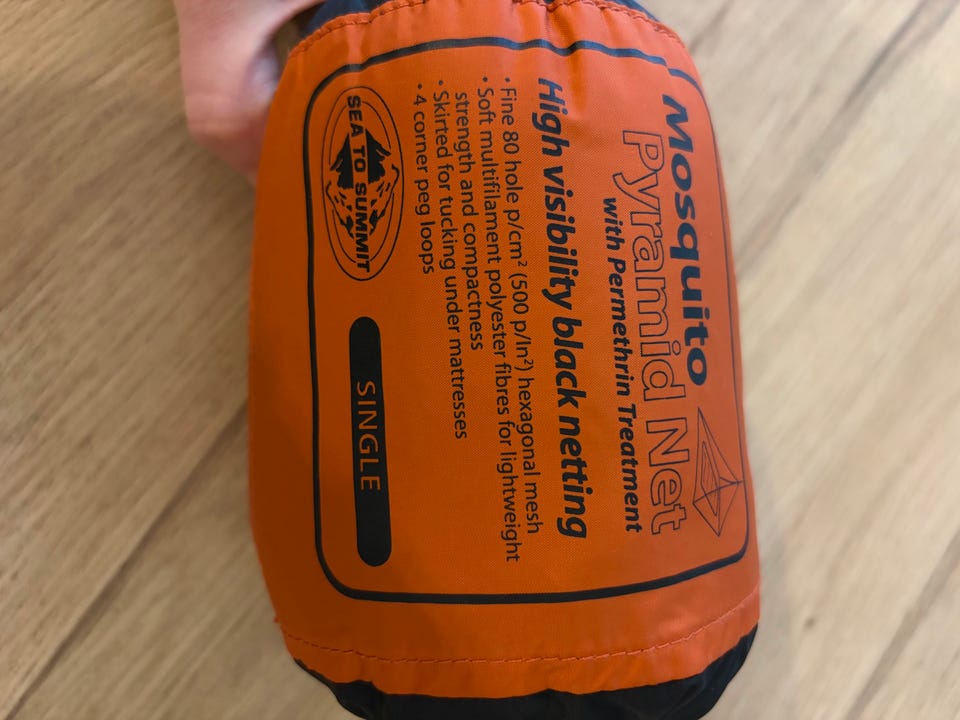 Mosquito
Pyramid Net
with Permethrin Treatment
High visibility black netting
• Fine 80 hole p/cm² (500 p/In²) hexagonal mesh
• Soft multifilament polyester fibres for lightweight
strength and compactness
• Skirted for tucking under mattresses
• 4 corner peg loops
SEA TO SUMMIT
SINGLE